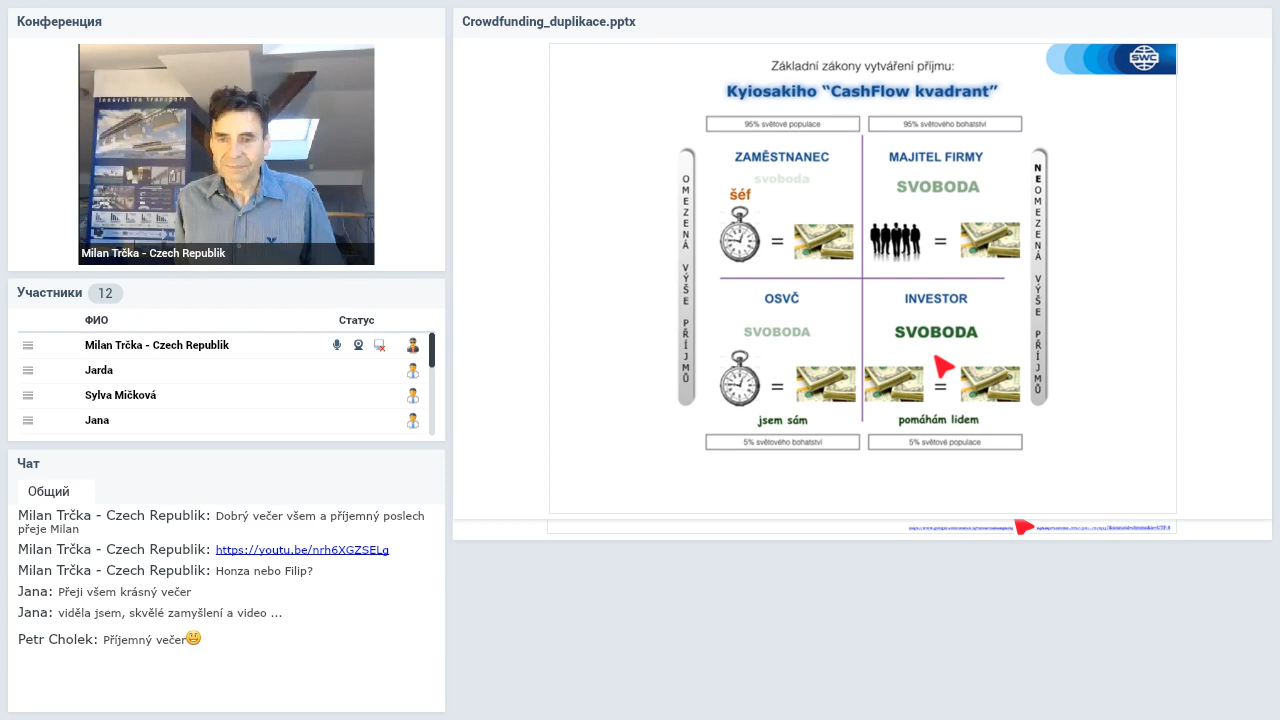 Конференция
innovative transport
Milan Trčka - Czech Republik
Участники 12
ФИО Статус
Milan Trčka - Czech Republik
Jarda
Sylva Mičková
Jana
Чат
Общий
Milan Trčka - Czech Republik: Dobrý večer všem a příjemný poslech
přeje Milan
Milan Trčka - Czech Republik: https://youtu.be/nrh6XGZSELg
Milan Trčka - Czech Republik: Honza nebo Filip?
Jana: Přeji všem krásný večer
Jana: viděla jsem, skvělé zamyšlení a video ...
Petr Cholek: Příjemný večer
Crowdfunding_duplikace.pptx
SWC
Základní zákony vytváření příjmu:
Kyiosakiho “CashFlow kvadrant”
95% světové populace
95% světového bohatství
OMEZENÁ VÝŠE PŘÍJMŮ
ZAMĚSTNANEC
svoboda
šéf
=
MAJITEL FIRMY
SVOBODA
=
OSVČ
SVOBODA
=
jsem sám
INVESTOR
SVOBODA
=
pomáhám lidem
NEOMEZENÁ VÝŠE PŘÍJMŮ
5% světového bohatství
5% světové populace